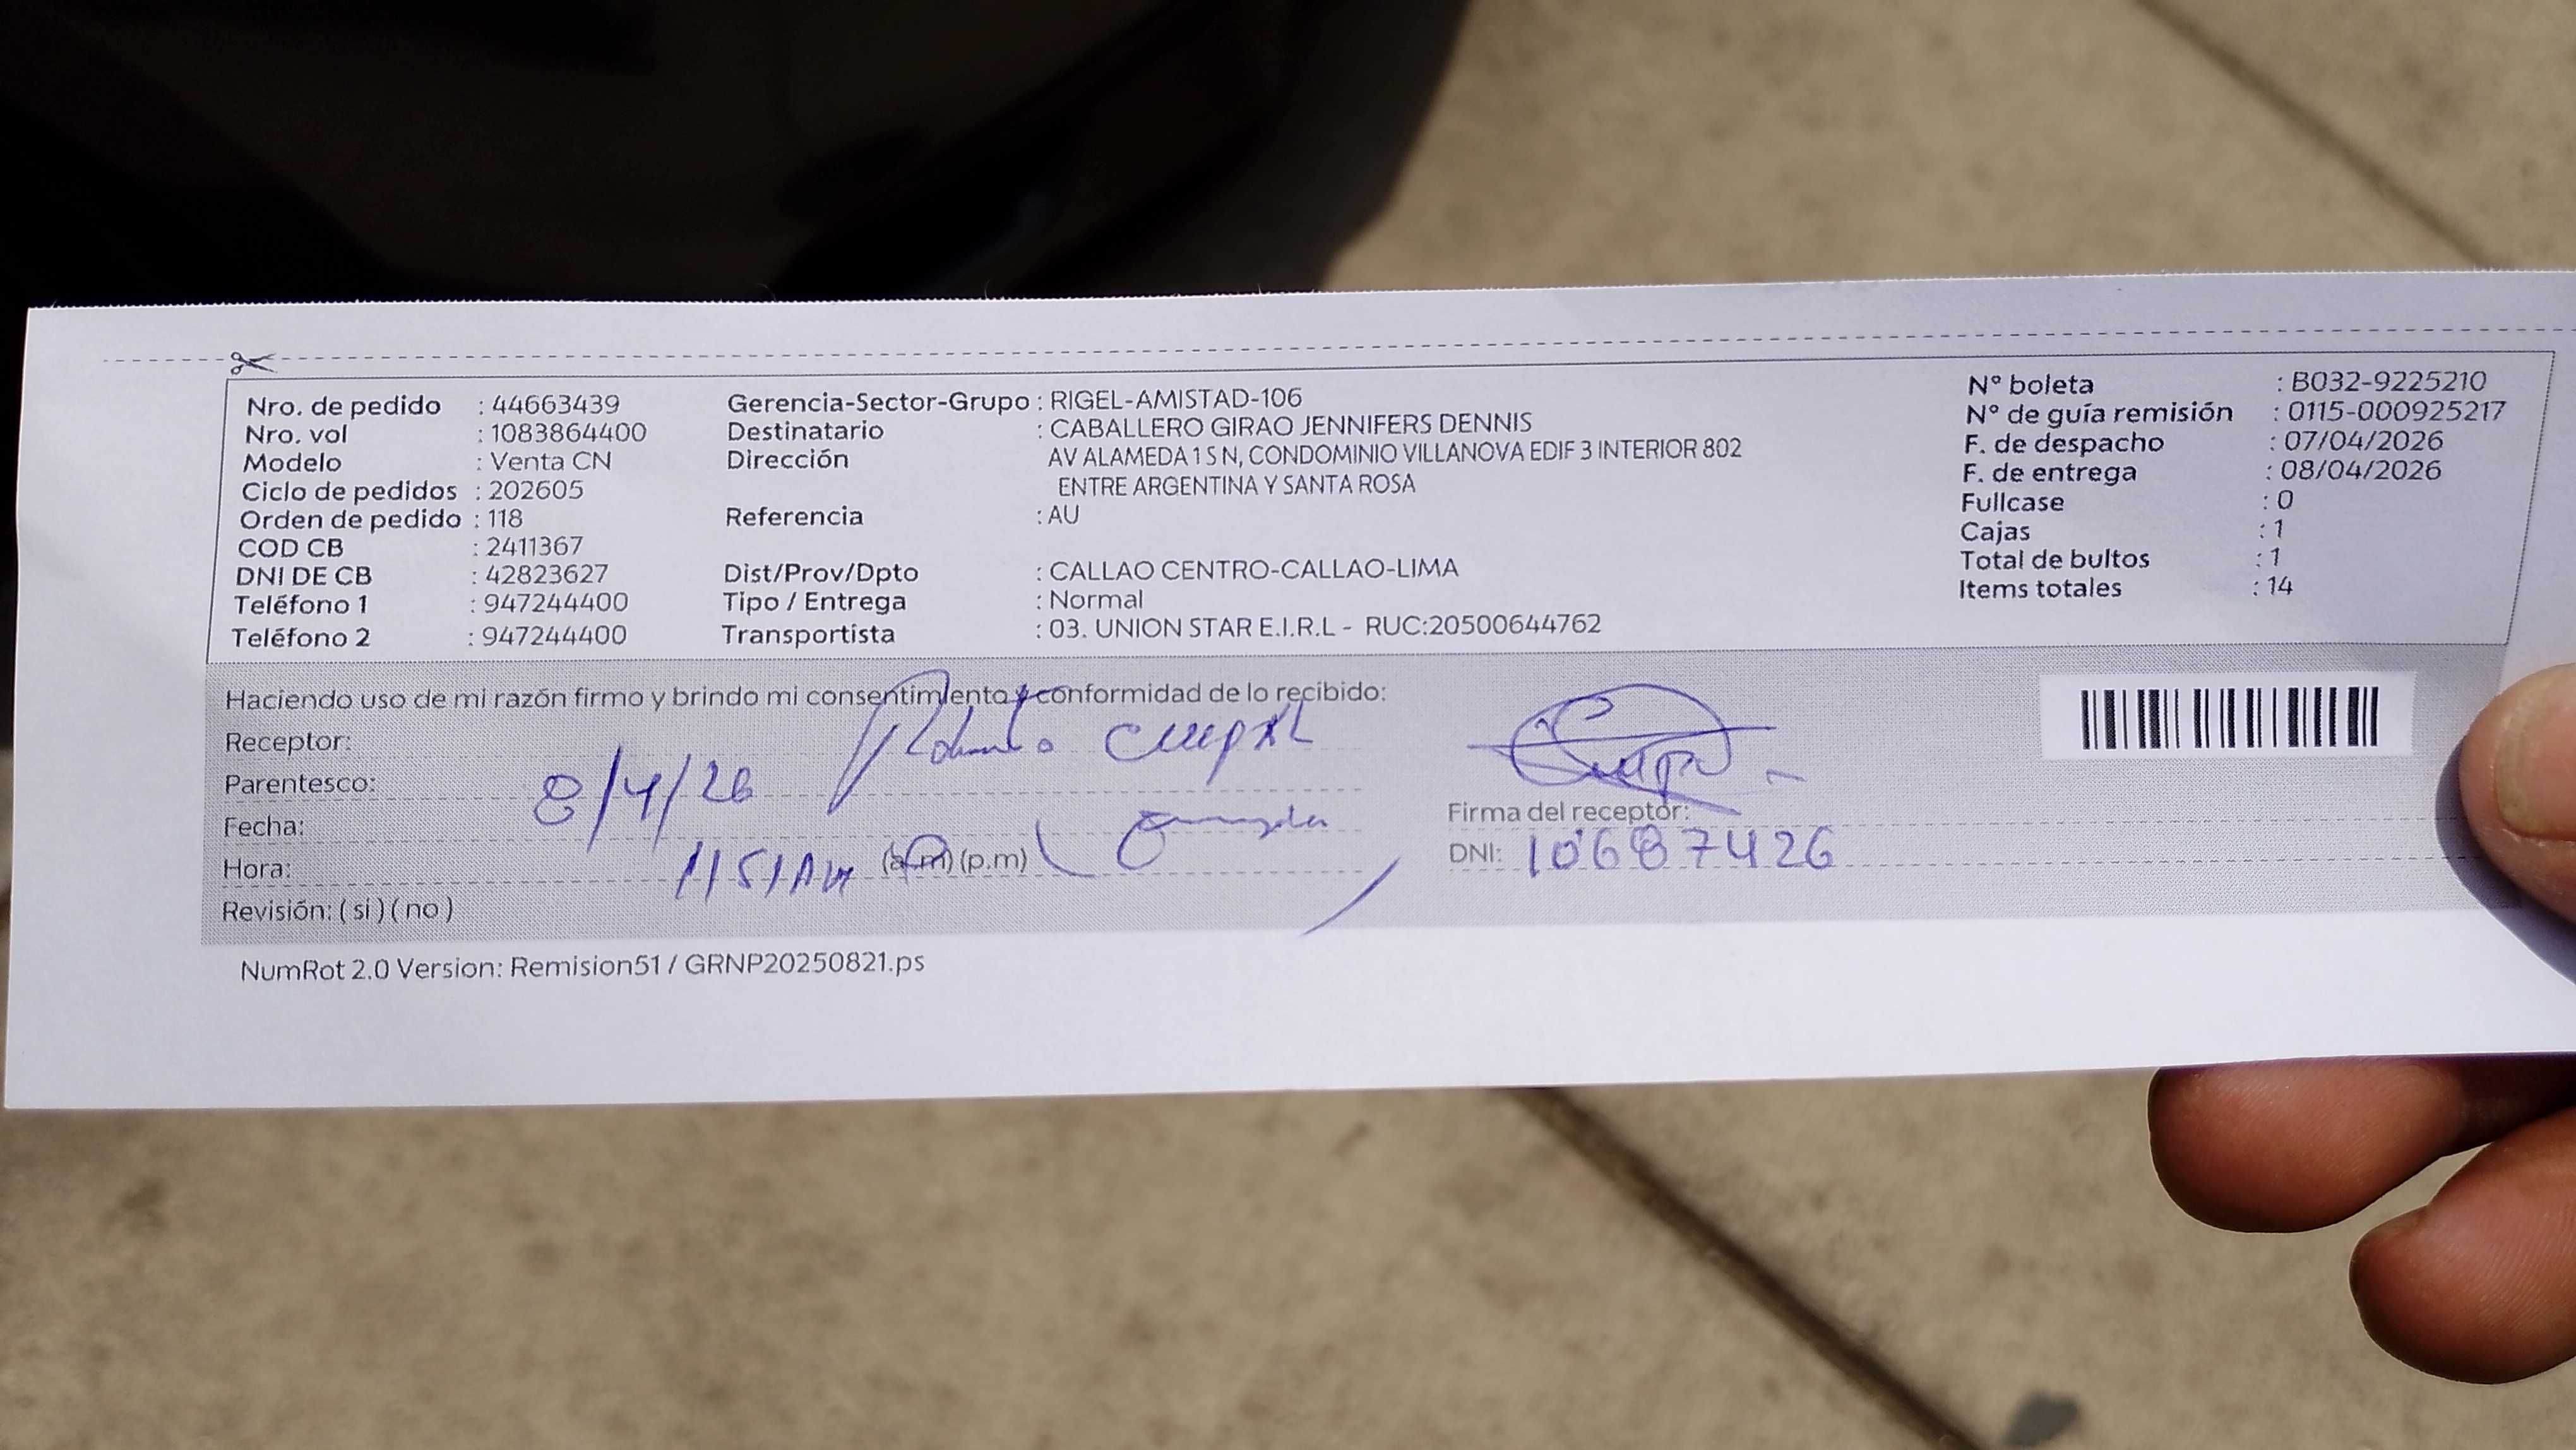 Nro. de pedido : 44663439
Nro. vol : 1083864400
Modelo : Venta CN
Ciclo de pedidos : 202605
Orden de pedido : 118
COD CB : 2411367
DNI DE CB : 42823627
Teléfono 1 : 947244400
Teléfono 2 : 947244400
Gerencia-Sector-Grupo : RIGEL-AMISTAD-106
Destinatario : CABALLERO GIRAO JENNIFERS DENNIS
Dirección AV ALAMEDA 1 S N, CONDOMINIO VILLANOVA EDIF 3 INTERIOR 802
ENTRE ARGENTINA Y SANTA ROSA
Referencia : AU
Dist/Prov/Dpto : CALLAO CENTRO-CALLAO-LIMA
Tipo / Entrega : Normal
Transportista : 03. UNION STAR E.I.R.L - RUC:20500644762
N° boleta : B032-9225210
N° de guía remisión : 0115-000925217
F. de despacho : 07/04/2026
F. de entrega : 08/04/2026
Fullcase : 0
Cajas : 1
Total de bultos : 1
Items totales : 14
Haciendo uso de mi razón firmo y brindo mi consentimiento y conformidad de lo recibido:
Receptor:
Parentesco:
Fecha: 8/4/26
Hora: 1151AM (a.m) (p.m)
Revisión: ( si ) ( no )
Firma del receptor:
DNI: 10687426
NumRot 2.0 Version: Remision51 / GRNP20250821.ps